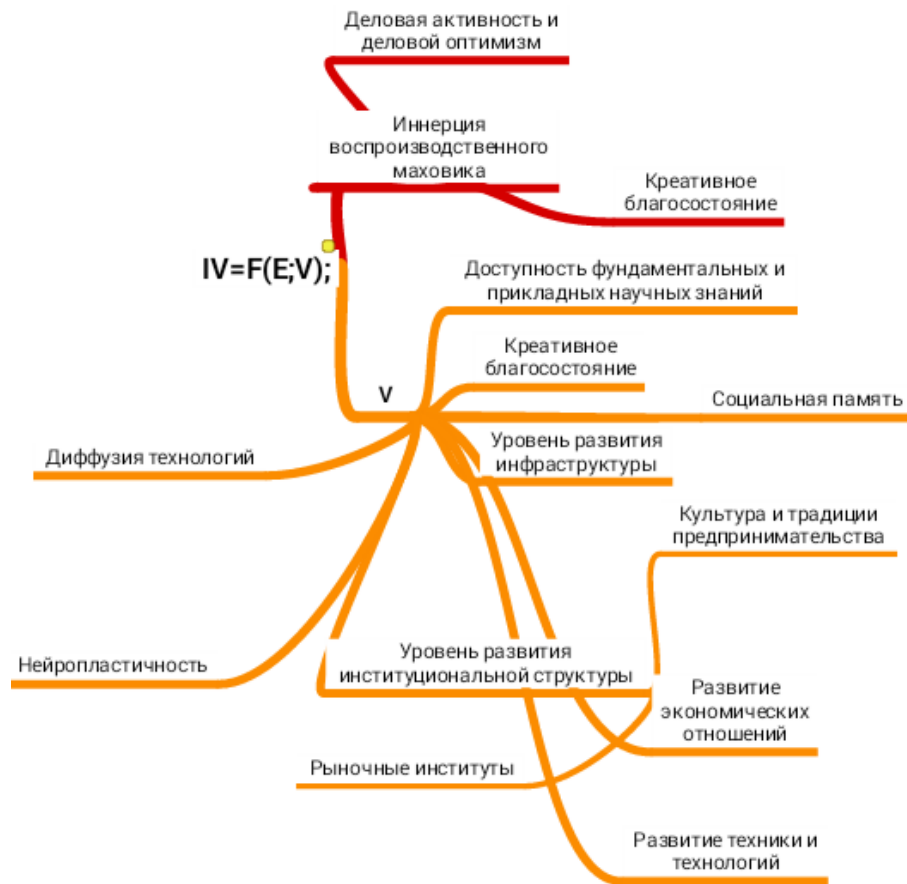 Деловая активность и
деловой оптимизм
Иннерция
воспроизводственного
маховика
Креативное
благосостояние
IV=F(E;V);
Доступность фундаментальных и
прикладных научных знаний
Креативное
благосостояние
V
Социальная память
Уровень развития
инфраструктуры
Диффузия технологий
Культура и традиции
предпринимательства
Нейропластичность
Уровень развития
институциональной структуры
Развитие
экономических
отношений
Рыночные институты
Развитие техники и
технологий